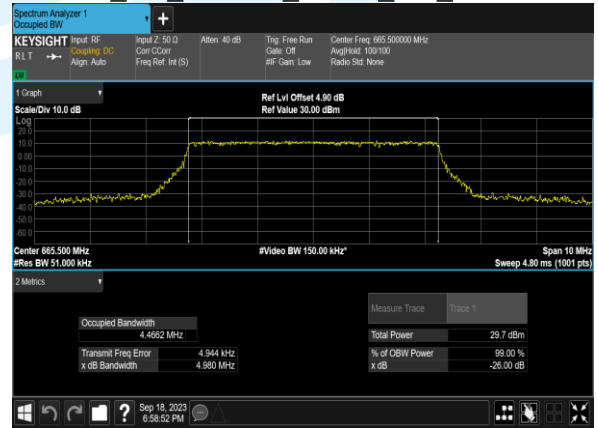 Spectrum Analyzer 1
Occupied BW
+
KEYSIGHT Input: RF Input Z: 50 Ω Atten: 40 dB Trig: Free Run Center Freq: 665.500000 MHz
RLT Coupling: DC Corr CCorr Gate: Off Avg|Hold: 100/100
Align: Auto Freq Ref: Int (S) #IF Gain: Low Radio Std: None
1 Graph
Ref Lvl Offset 4.90 dB
Scale/Div 10.0 dB Ref Value 30.00 dBm
Log
20.0
10.0
0.00
-10.0
-20.0
-30.0
-40.0
-50.0
-60.0
Center 665.500 MHz #Video BW 150.00 kHz* Span 10 MHz
#Res BW 51.000 kHz Sweep 4.80 ms (1001 pts)
2 Metrics
Measure Trace Trace 1
Occupied Bandwidth
4.4662 MHz Total Power 29.7 dBm
Transmit Freq Error 4.944 kHz % of OBW Power 99.00 %
x dB Bandwidth 4.980 MHz x dB -26.00 dB
? Sep 18, 2023
6:58:52 PM